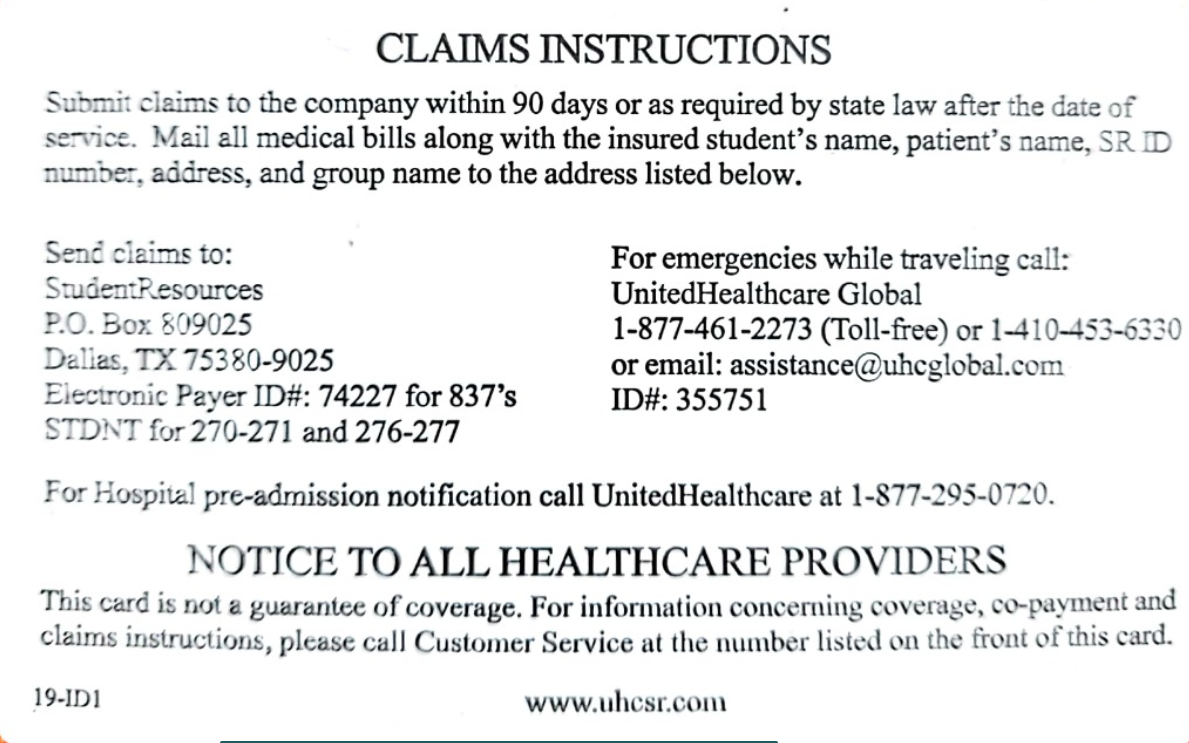 CLAIMS INSTRUCTIONS
Submit claims to the company within 90 days or as required by state law after the date of
service. Mail all medical bills along with the insured student's name, patient's name, SR ID
number, address, and group name to the address listed below.
Send claims to:
StudentResources
P.O. Box 809025
Dallas, TX 75380-9025
Electronic Payer ID#: 74227 for 837's
STDNT for 270-271 and 276-277
For emergencies while traveling call:
UnitedHealthcare Global
1-877-461-2273 (Toll-free) or 1-410-453-6330
or email: assistance@uhcglobal.com
ID#: 355751
For Hospital pre-admission notification call UnitedHealthcare at 1-877-295-0720.
NOTICE TO ALL HEALTHCARE PROVIDERS
This card is not a guarantee of coverage. For information concerning coverage, co-payment and
claims instructions, please call Customer Service at the number listed on the front of this card.
19-ID1
www.uhcsr.com